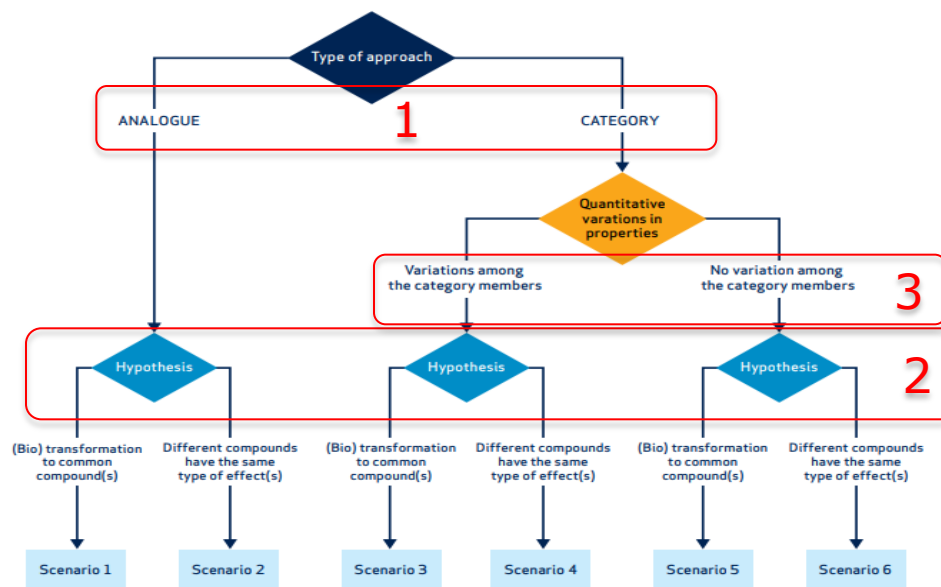 Type of approach
ANALOGUE
1
CATEGORY
Quantitative
varations in
properties
Variations among
the category members
No variation among
the category members
3
Hypothesis
Hypothesis
Hypothesis
2
(Bio) transformation
to common
compound(s)
Different compounds
have the same
type of effect(s)
(Bio) transformation
to common
compound(s)
Different compounds
have the same
type of effect(s)
(Bio) transformation
to common
compound(s)
Different compounds
have the same
type of effect(s)
Scenario 1
Scenario 2
Scenario 3
Scenario 4
Scenario 5
Scenario 6